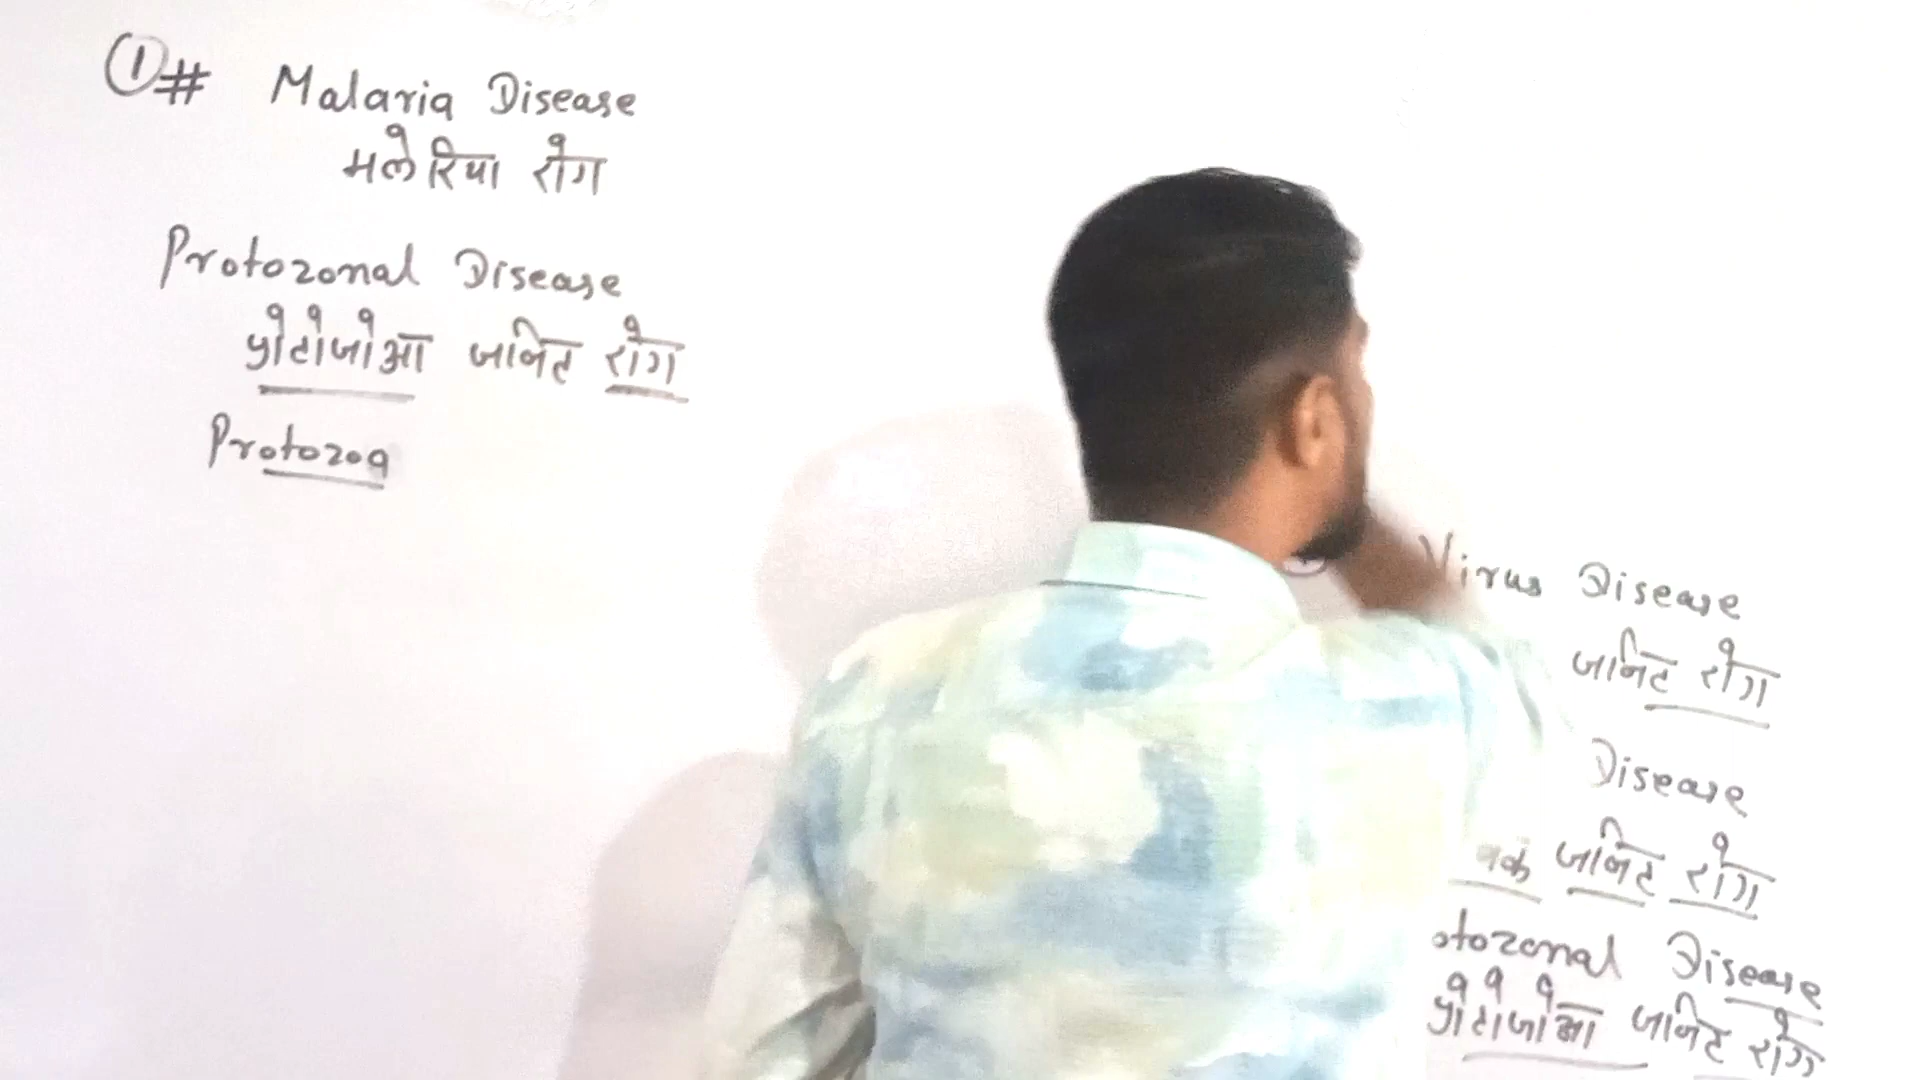 ① # Malaria Disease
मलेरिया रोग
Protozonal Disease
प्रोटोजोआ जनित रोग
Protozoa
Virus Disease
जनित रोग
Disease
जनित रोग
otozonal Disease
प्रोटोजोआ जनित रोग